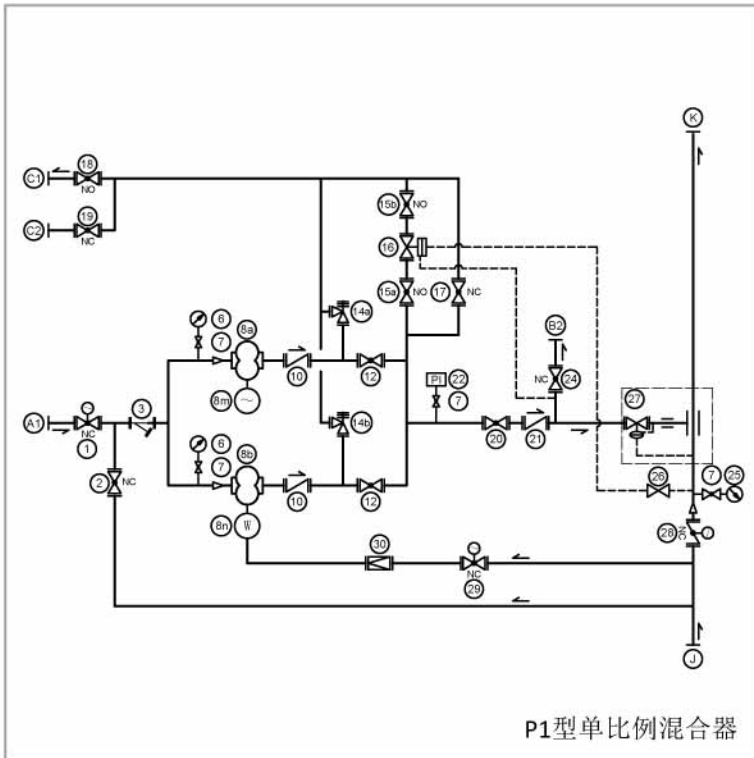 K
C1
18
NO
C2
19
NC
15b
NO
16
15a
NO
17
NC
6
7
8a
14a
B2
8m
~
10
12
PI
22
7
NC
24
27
A1
NC
1
3
6
7
8b
14b
20
21
2
NC
10
12
26
7
25
8n
W
30
NC
29
28
NC
J
P1型单比例混合器